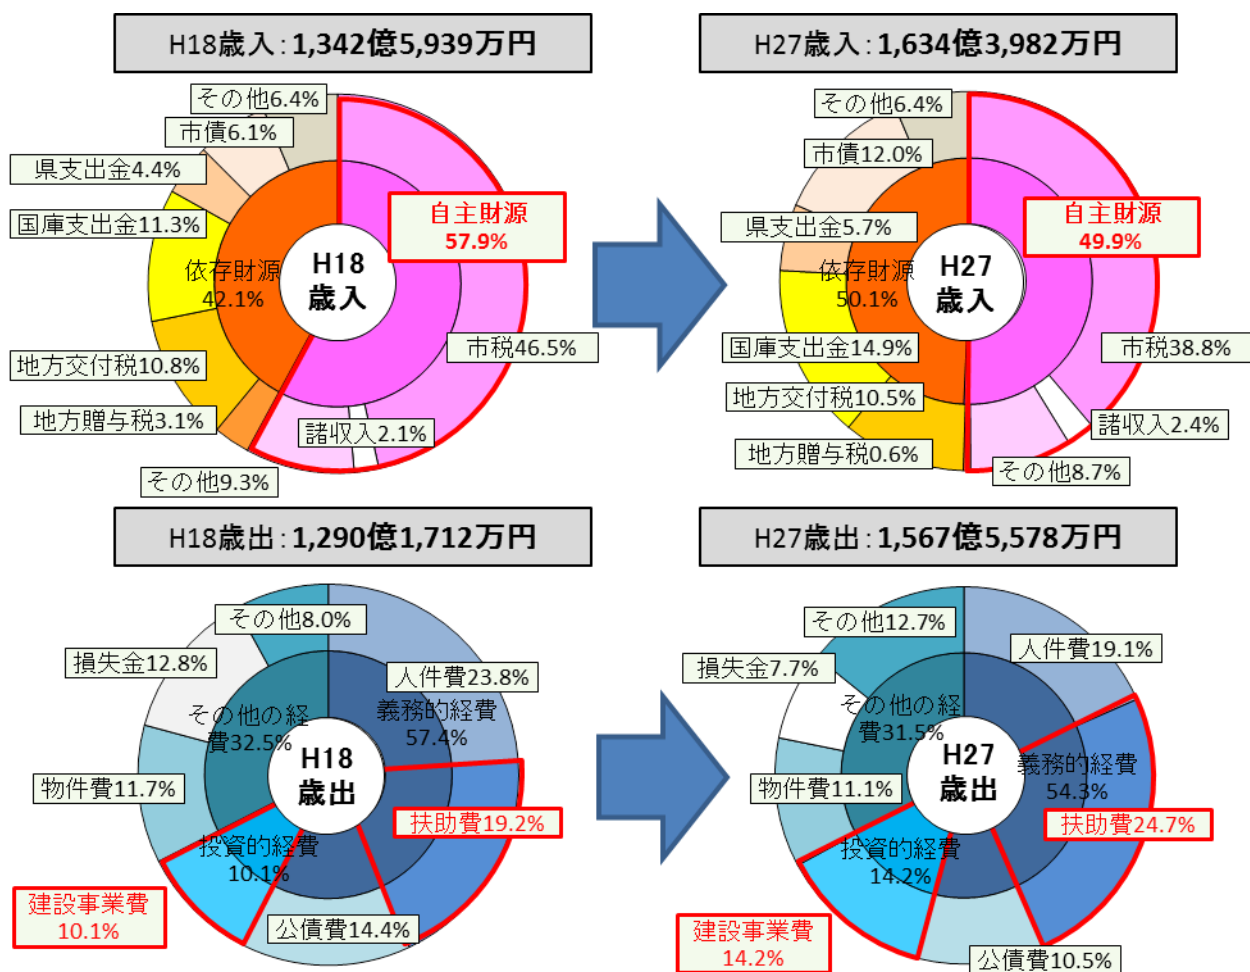 H18歳入：1,342億5,939万円
その他6.4%
市債6.1%
県支出金4.4%
国庫支出金11.3%
地方交付税10.8%
地方贈与税3.1%
その他9.3%
諸収入2.1%
市税46.5%
自主財源
57.9%
依存財源
42.1%
H18
歳入
H27歳入：1,634億3,982万円
その他6.4%
市債12.0%
県支出金5.7%
国庫支出金14.9%
地方交付税10.5%
地方贈与税0.6%
その他8.7%
諸収入2.4%
市税38.8%
自主財源
49.9%
依存財源
50.1%
H27
歳入
H18歳出：1,290億1,712万円
その他8.0%
損失金12.8%
物件費11.7%
建設事業費
10.1%
公債費14.4%
扶助費19.2%
人件費23.8%
義務的経費
57.4%
その他の経
費32.5%
投資的経費
10.1%
H18
歳出
H27歳出：1,567億5,578万円
その他12.7%
損失金7.7%
物件費11.1%
建設事業費
14.2%
公債費10.5%
扶助費24.7%
人件費19.1%
義務的経費
54.3%
その他の経
費31.5%
投資的経費
14.2%
H27
歳出